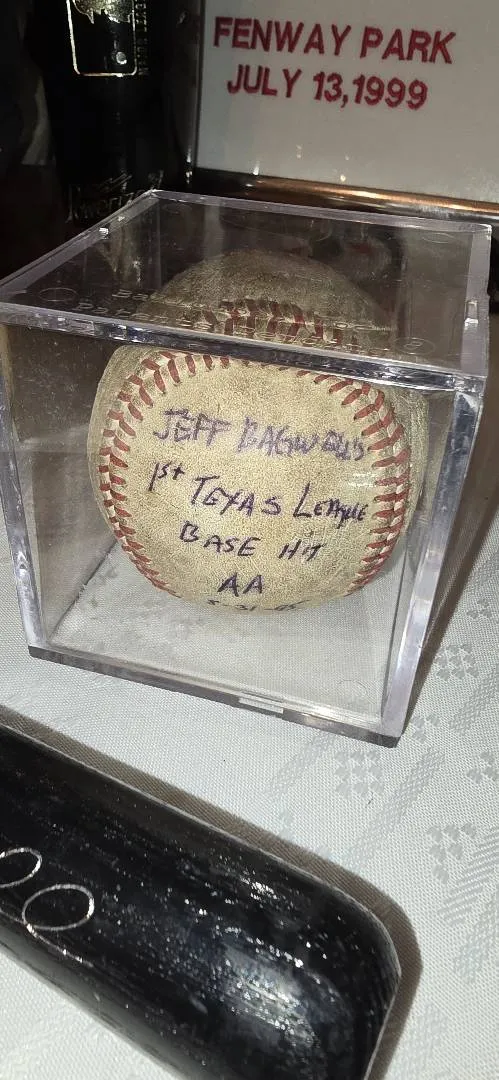 FENWAY PARK
JULY 13,1999
JEFF BAGWELL'S
1st TEXAS LEAGUE
BASE HIT
AA